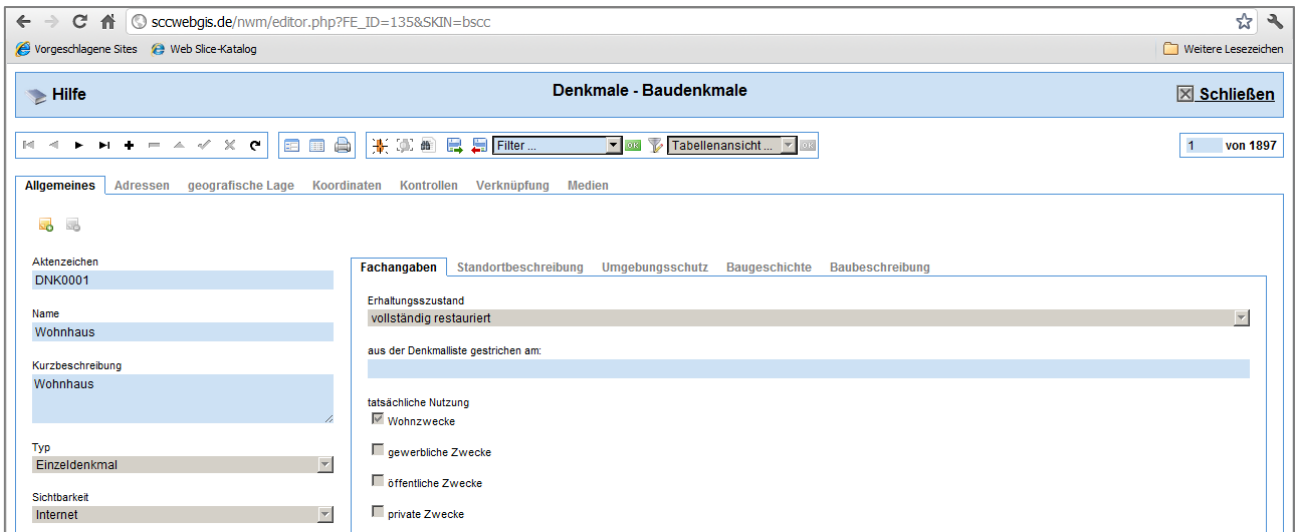 sccwebgis.de/nwm/editor.php?FE_ID=135&SKIN=bscc
Vorgeschlagene Sites Web Slice-Katalog Weitere Lesezeichen
Hilfe Denkmale - Baudenkmale Schließen
Filter ... OK Tabellenansicht ... OK 1 von 1897
Allgemeines Adressen geografische Lage Koordinaten Kontrollen Verknüpfung Medien
Aktenzeichen
DNK0001
Name
Wohnhaus
Kurzbeschreibung
Wohnhaus
Typ
Einzeldenkmal
Sichtbarkeit
Internet
Fachangaben Standortbeschreibung Umgebungsschutz Baugeschichte Baubeschreibung
Erhaltungsszustand
vollständig restauriert
aus der Denkmalliste gestrichen am:
tatsächliche Nutzung
Wohnzwecke
gewerbliche Zwecke
öffentliche Zwecke
private Zwecke